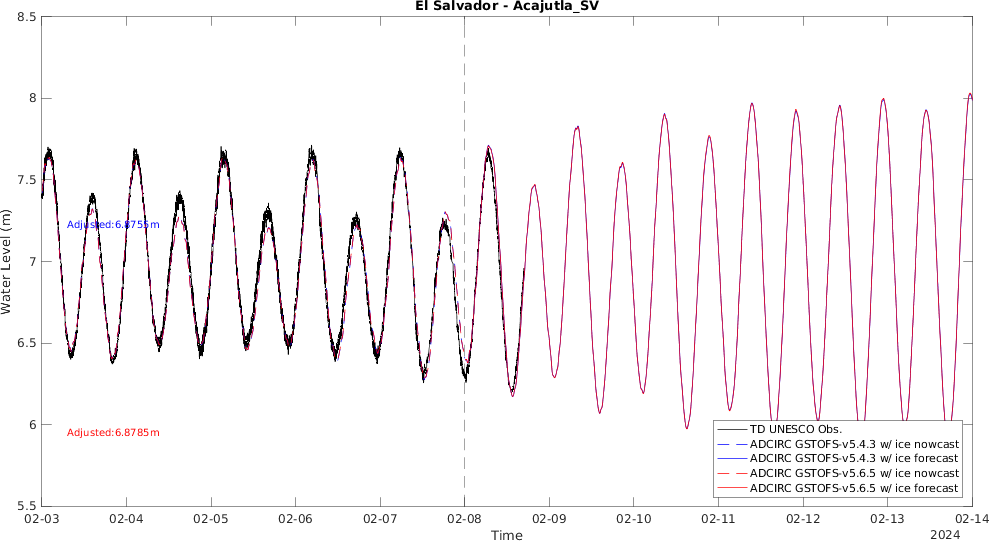 El Salvador - Acajutla_SV
8.5
8
7.5
7
6.5
6
5.5
Water Level (m)
Adjusted:6.8755m
Adjusted:6.8785m
TD UNESCO Obs.
ADCIRC GSTOFS-v5.4.3 w/ ice nowcast
ADCIRC GSTOFS-v5.4.3 w/ ice forecast
ADCIRC GSTOFS-v5.6.5 w/ ice nowcast
ADCIRC GSTOFS-v5.6.5 w/ ice forecast
02-03 02-04 02-05 02-06 02-07 02-08 02-09 02-10 02-11 02-12 02-13 02-14
Time
2024